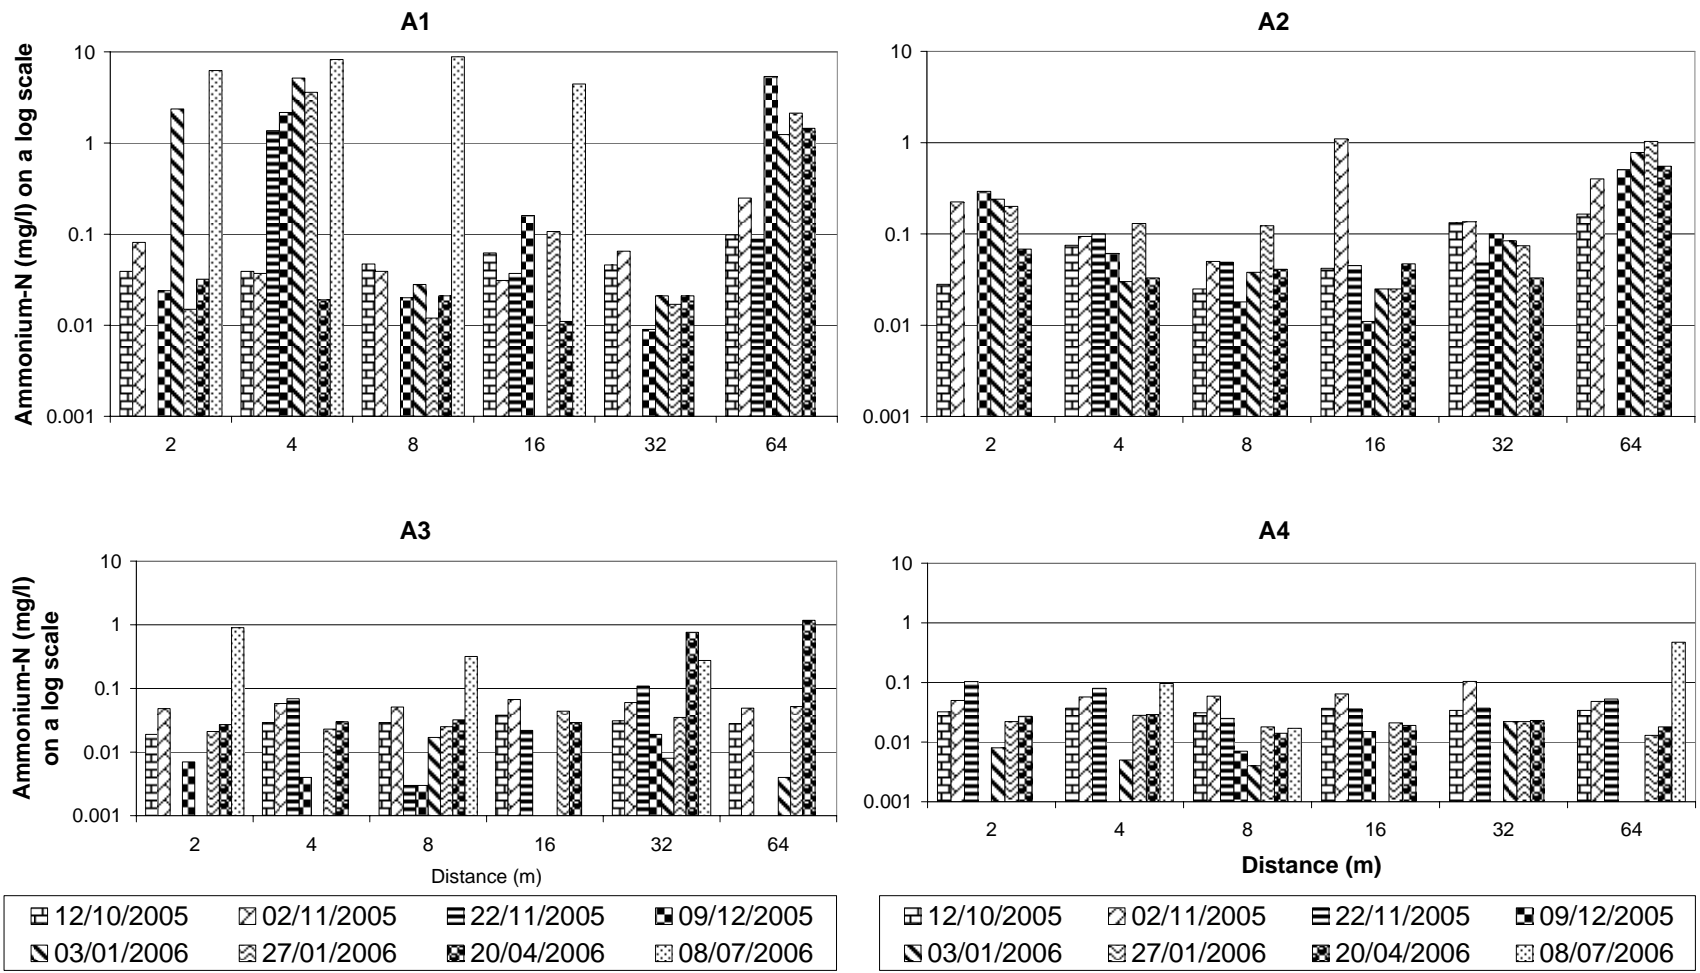 A1
Ammonium-N (mg/l) on a log scale
10
1
0.1
0.01
0.001
2 4 8 16 32 64
A2
10
1
0.1
0.01
0.001
2 4 8 16 32 64
A3
Ammonium-N (mg/l)
on a log scale
10
1
0.1
0.01
0.001
2 4 8 16 32 64
Distance (m)
A4
10
1
0.1
0.01
0.001
2 4 8 16 32 64
Distance (m)
12/10/2005 02/11/2005 22/11/2005 09/12/2005
03/01/2006 27/01/2006 20/04/2006 08/07/2006
12/10/2005 02/11/2005 22/11/2005 09/12/2005
03/01/2006 27/01/2006 20/04/2006 08/07/2006